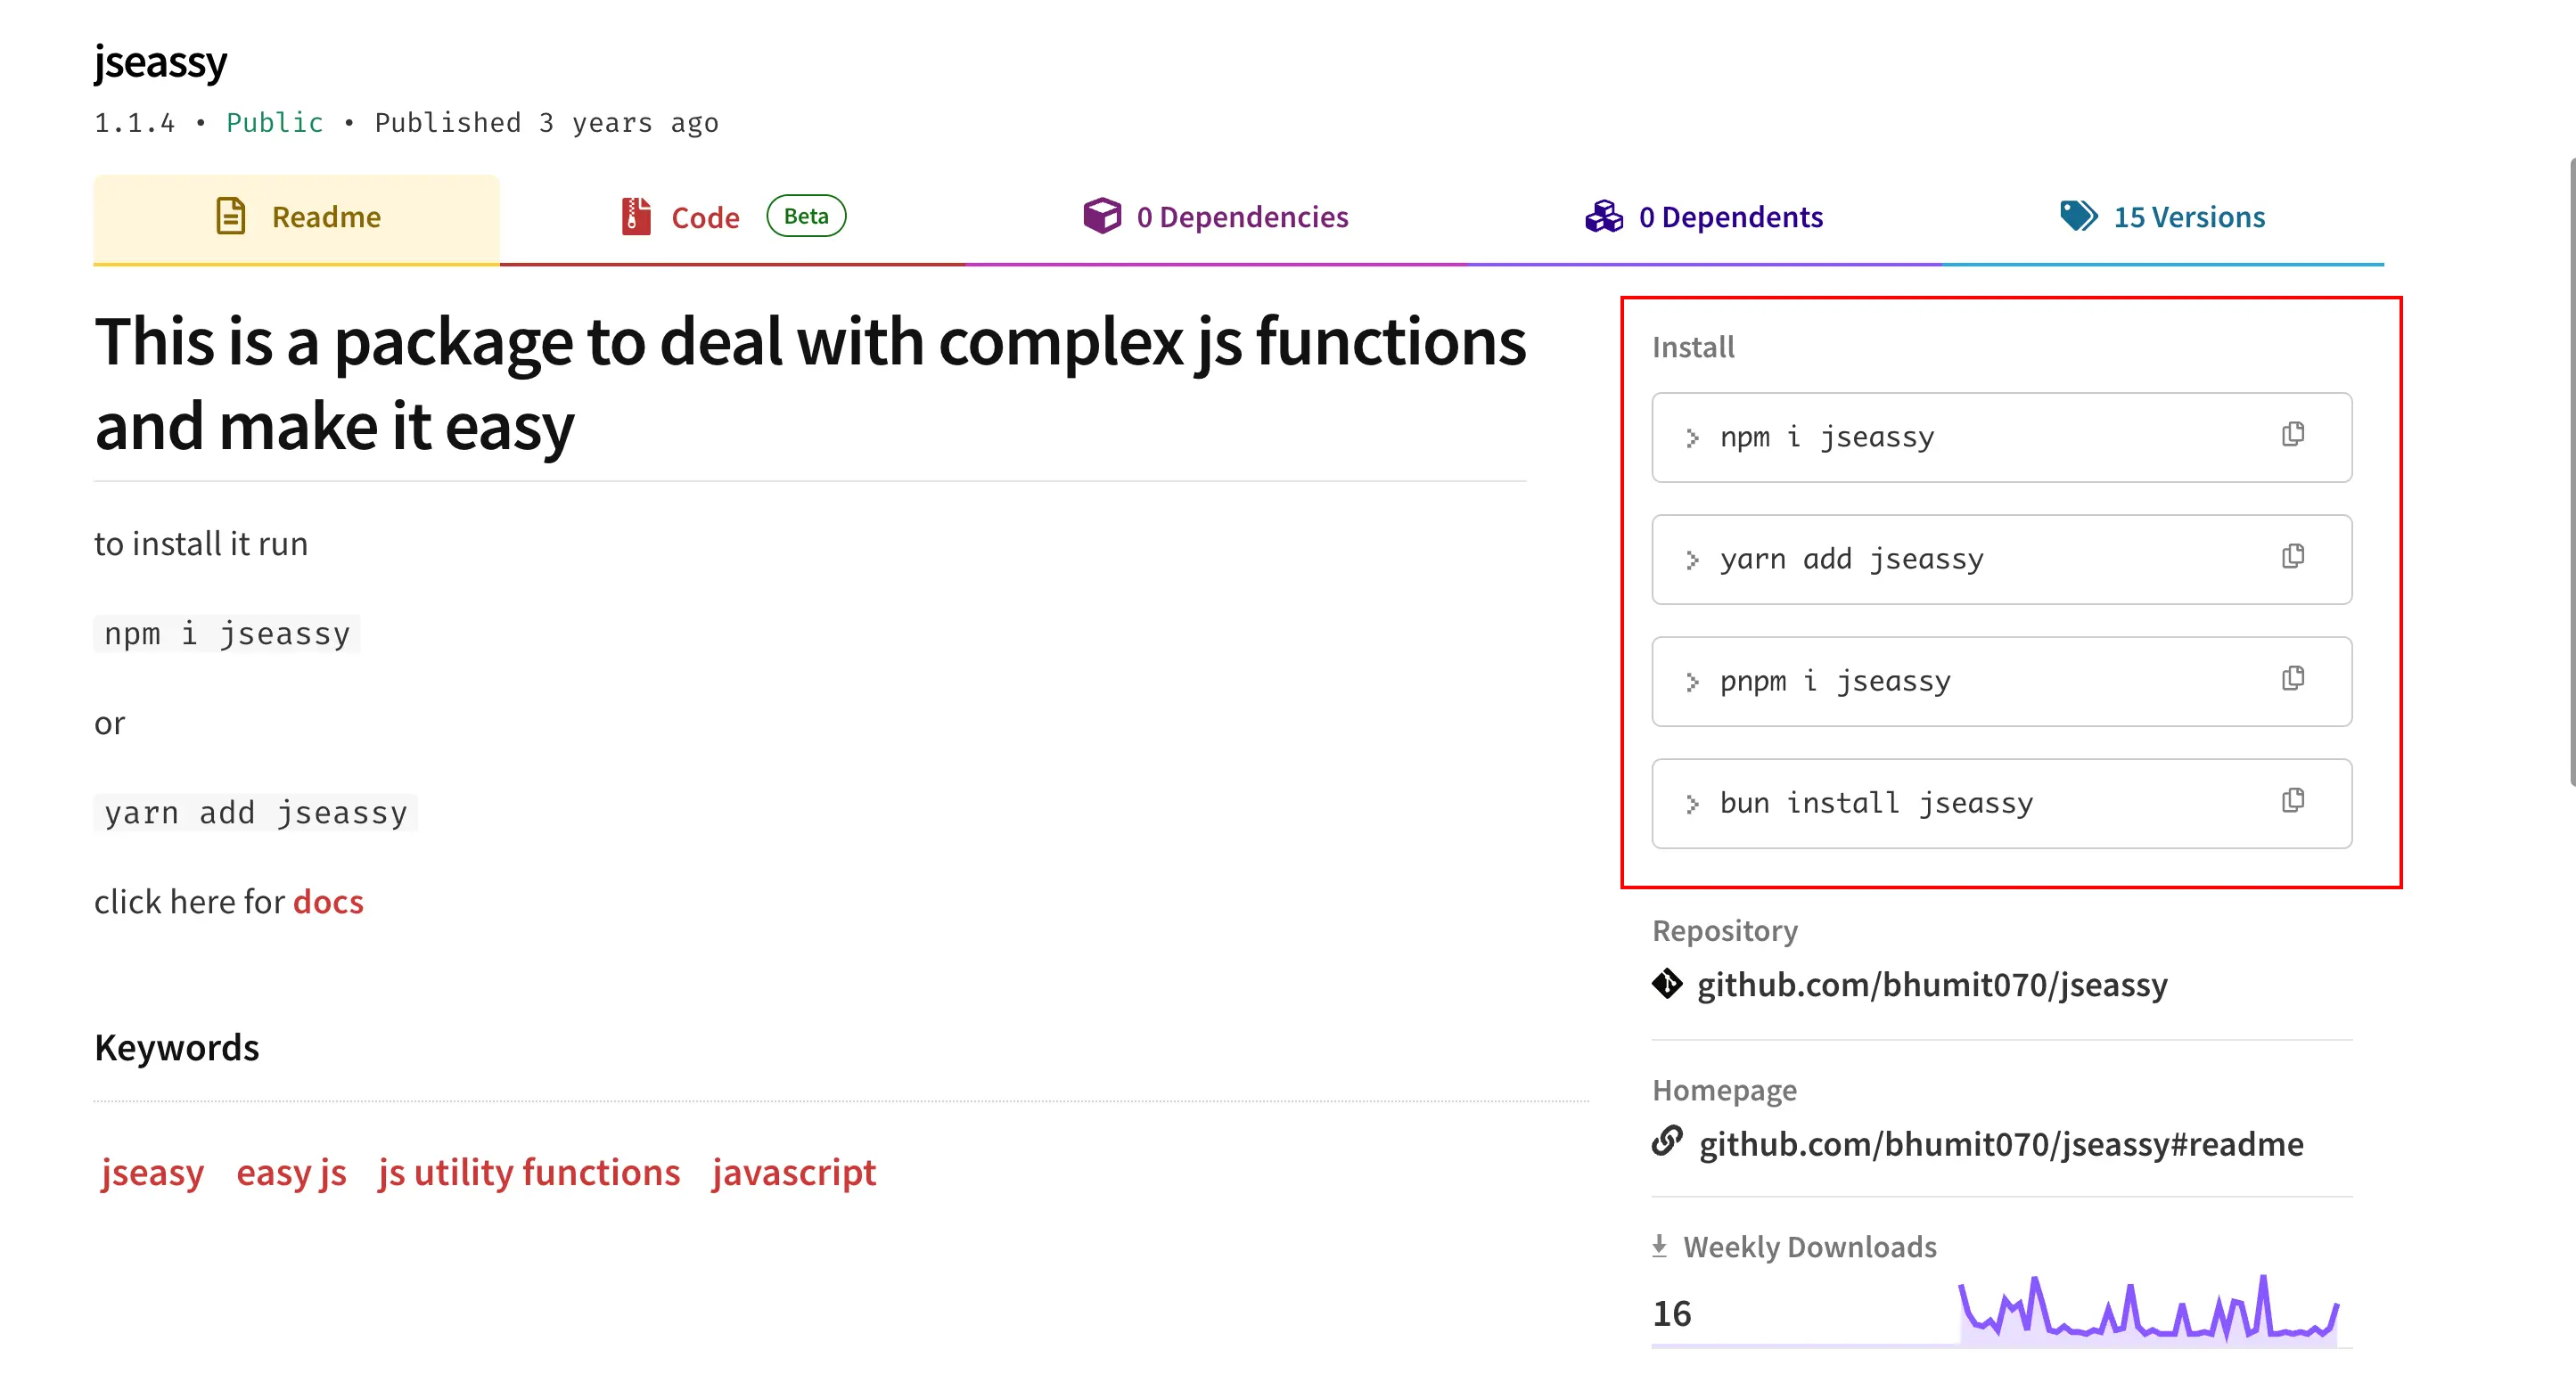 jseassy
1.1.4 • Public • Published 3 years ago
Readme
Code Beta
0 Dependencies
0 Dependents
15 Versions
This is a package to deal with complex js functions
and make it easy
to install it run
npm i jseassy
or
yarn add jseassy
click here for docs
Keywords
jseasy easy js js utility functions javascript
Install
> npm i jseassy
> yarn add jseassy
> pnpm i jseassy
> bun install jseassy
Repository
github.com/bhumit070/jseassy
Homepage
github.com/bhumit070/jseassy#readme
Weekly Downloads
16